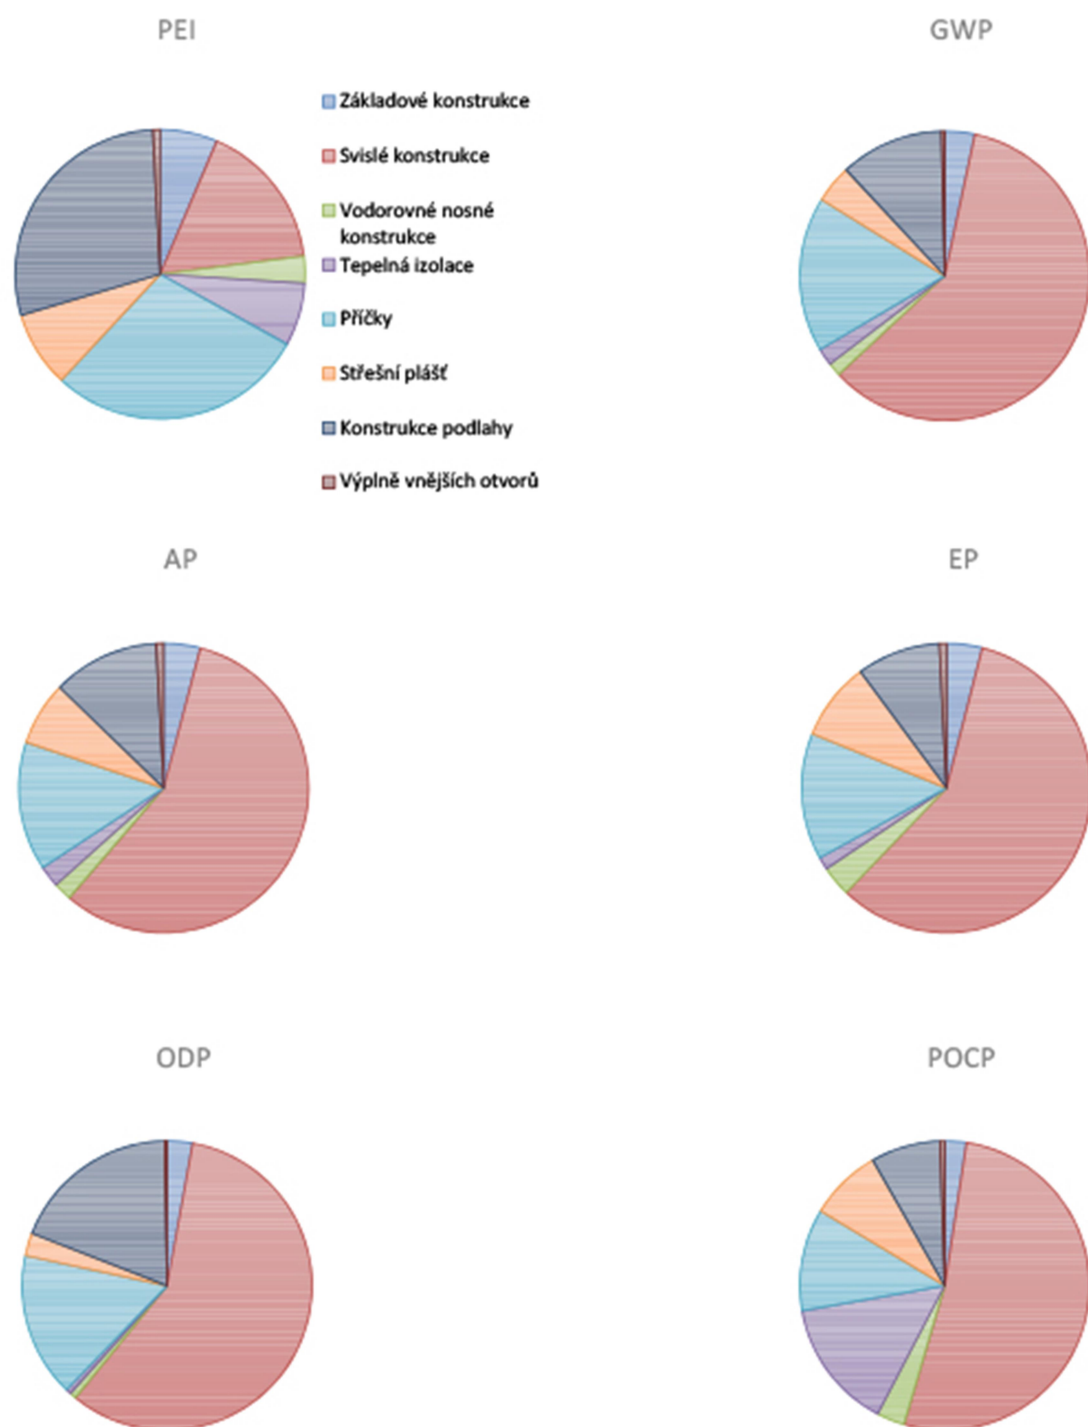 PEI
GWP
Základové konstrukce
Svislé konstrukce
Vodorovné nosné
konstrukce
Tepelná izolace
Příčky
Střešní plášť
Konstrukce podlahy
Výplně vnějších otvorů
AP
EP
ODP
POCP